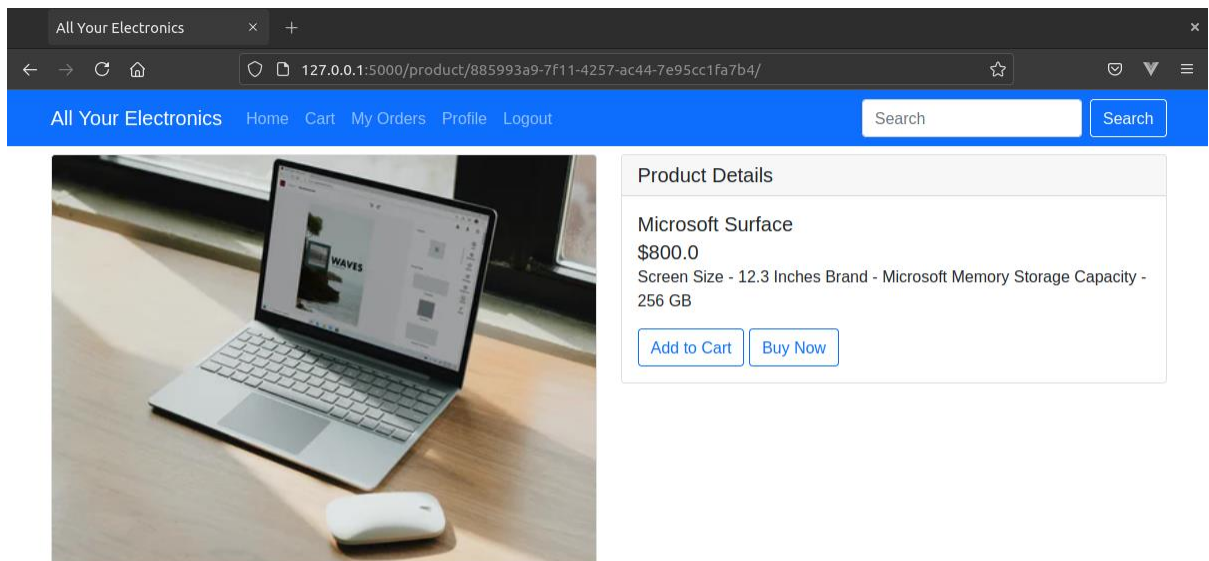 All Your Electronics
127.0.0.1:5000/product/885993a9-7f11-4257-ac44-7e95cc1fa7b4/
All Your Electronics Home Cart My Orders Profile Logout Search Search
WAVES
Product Details
Microsoft Surface
$800.0
Screen Size - 12.3 Inches Brand - Microsoft Memory Storage Capacity -
256 GB
Add to Cart Buy Now